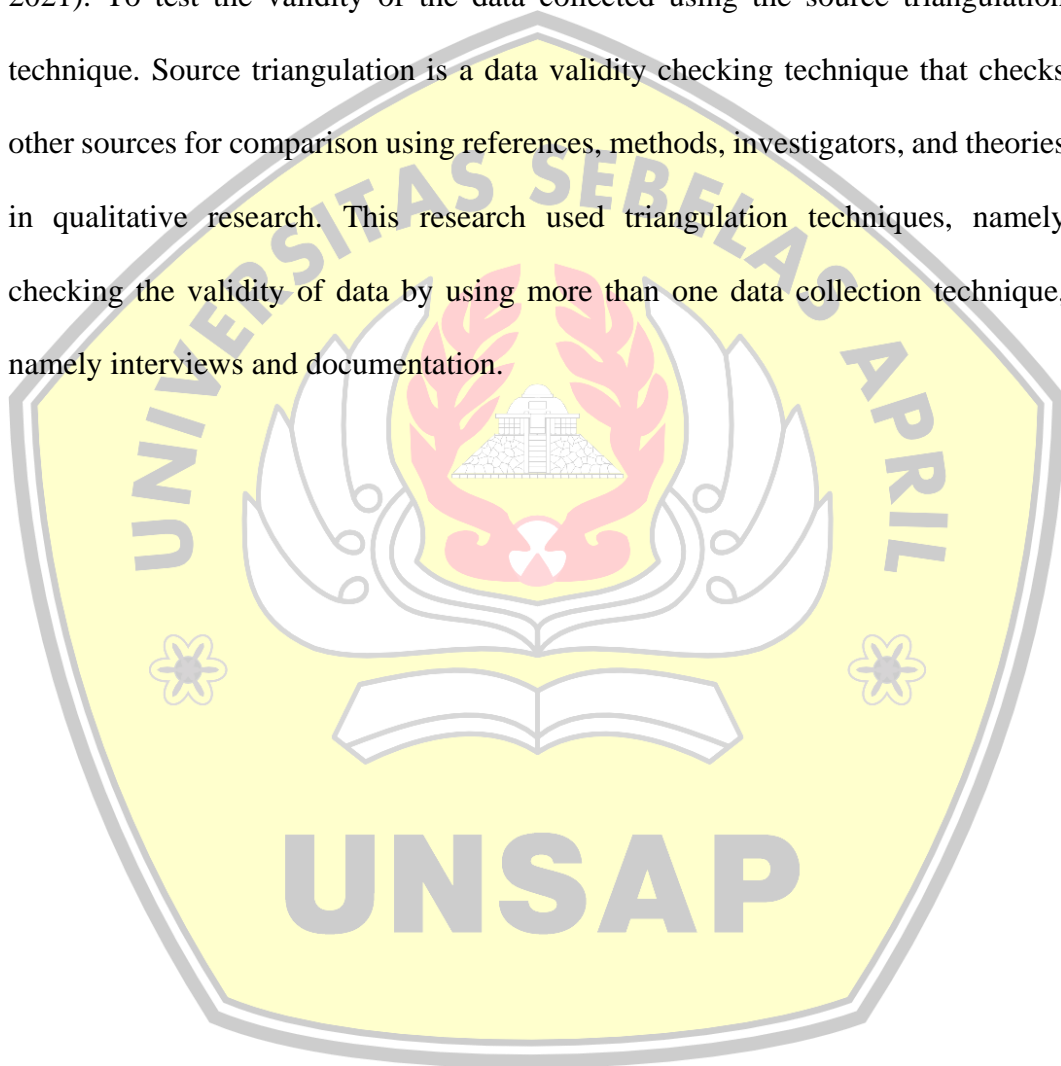 2021). To test the validity of the data collected using the source triangulation
technique. Source triangulation is a data validity checking technique that checks
other sources for comparison using references, methods, investigators, and theories
in qualitative research. This research used triangulation techniques, namely
checking the validity of data by using more than one data collection technique,
namely interviews and documentation.
UNIVERSITAS SEBELAS APRIL
UNSAP